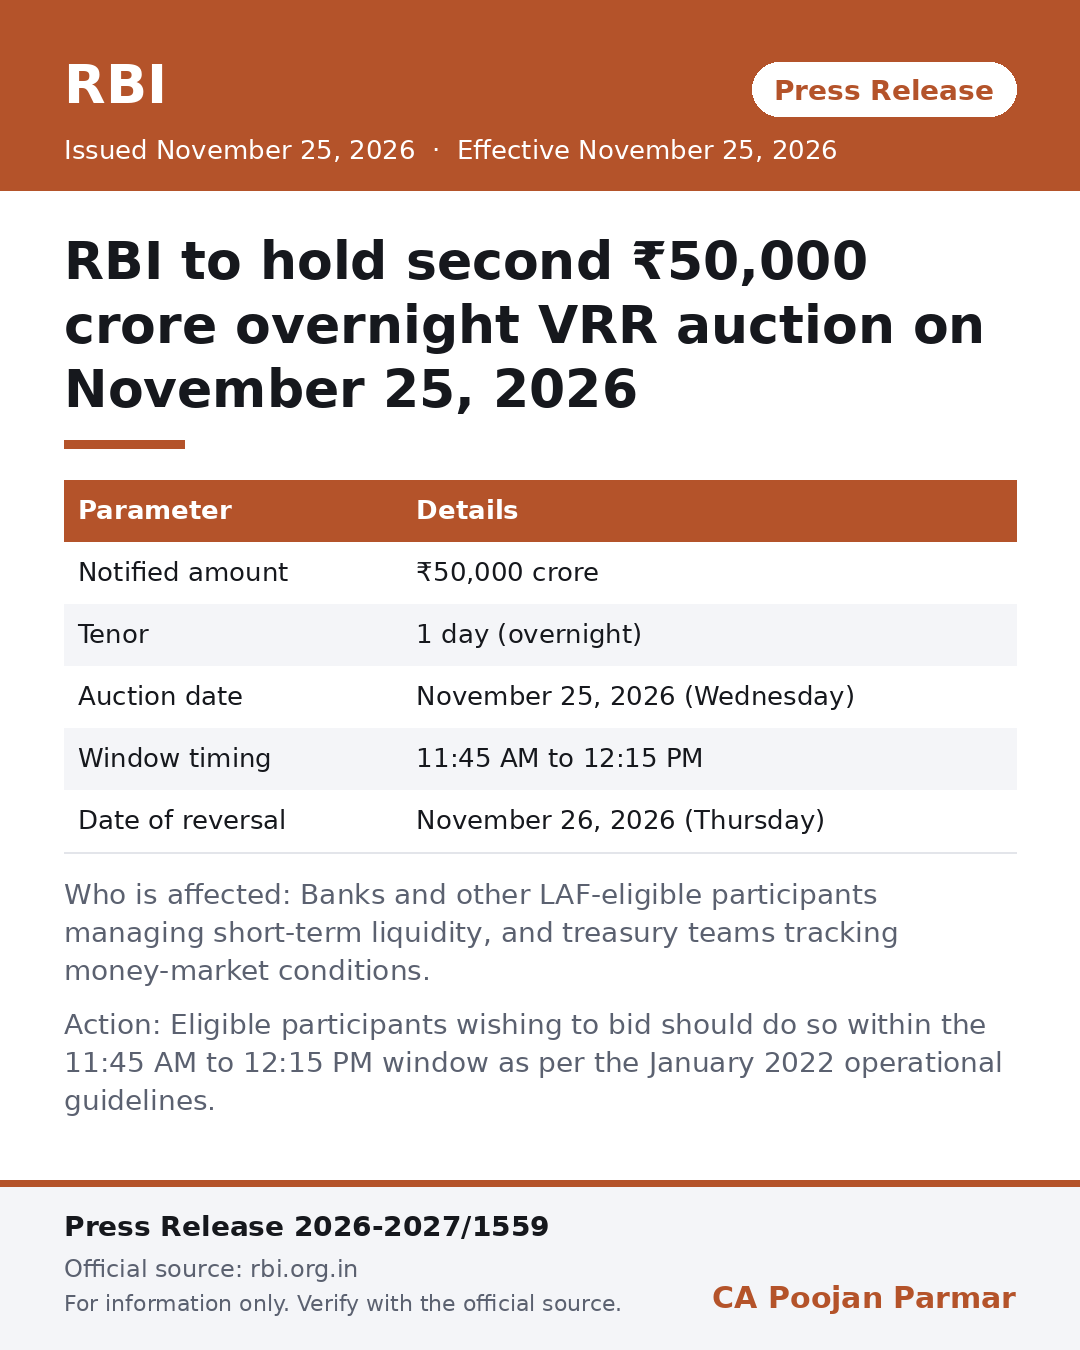 RBI
Press Release
Issued November 25, 2026 · Effective November 25, 2026
RBI to hold second ₹50,000
crore overnight VRR auction on
November 25, 2026
Parameter Details
Notified amount ₹50,000 crore
Tenor 1 day (overnight)
Auction date November 25, 2026 (Wednesday)
Window timing 11:45 AM to 12:15 PM
Date of reversal November 26, 2026 (Thursday)
Who is affected: Banks and other LAF-eligible participants
managing short-term liquidity, and treasury teams tracking
money-market conditions.
Action: Eligible participants wishing to bid should do so within the
11:45 AM to 12:15 PM window as per the January 2022 operational
guidelines.
Press Release 2026-2027/1559
Official source: rbi.org.in
For information only. Verify with the official source.
CA Poojan Parmar